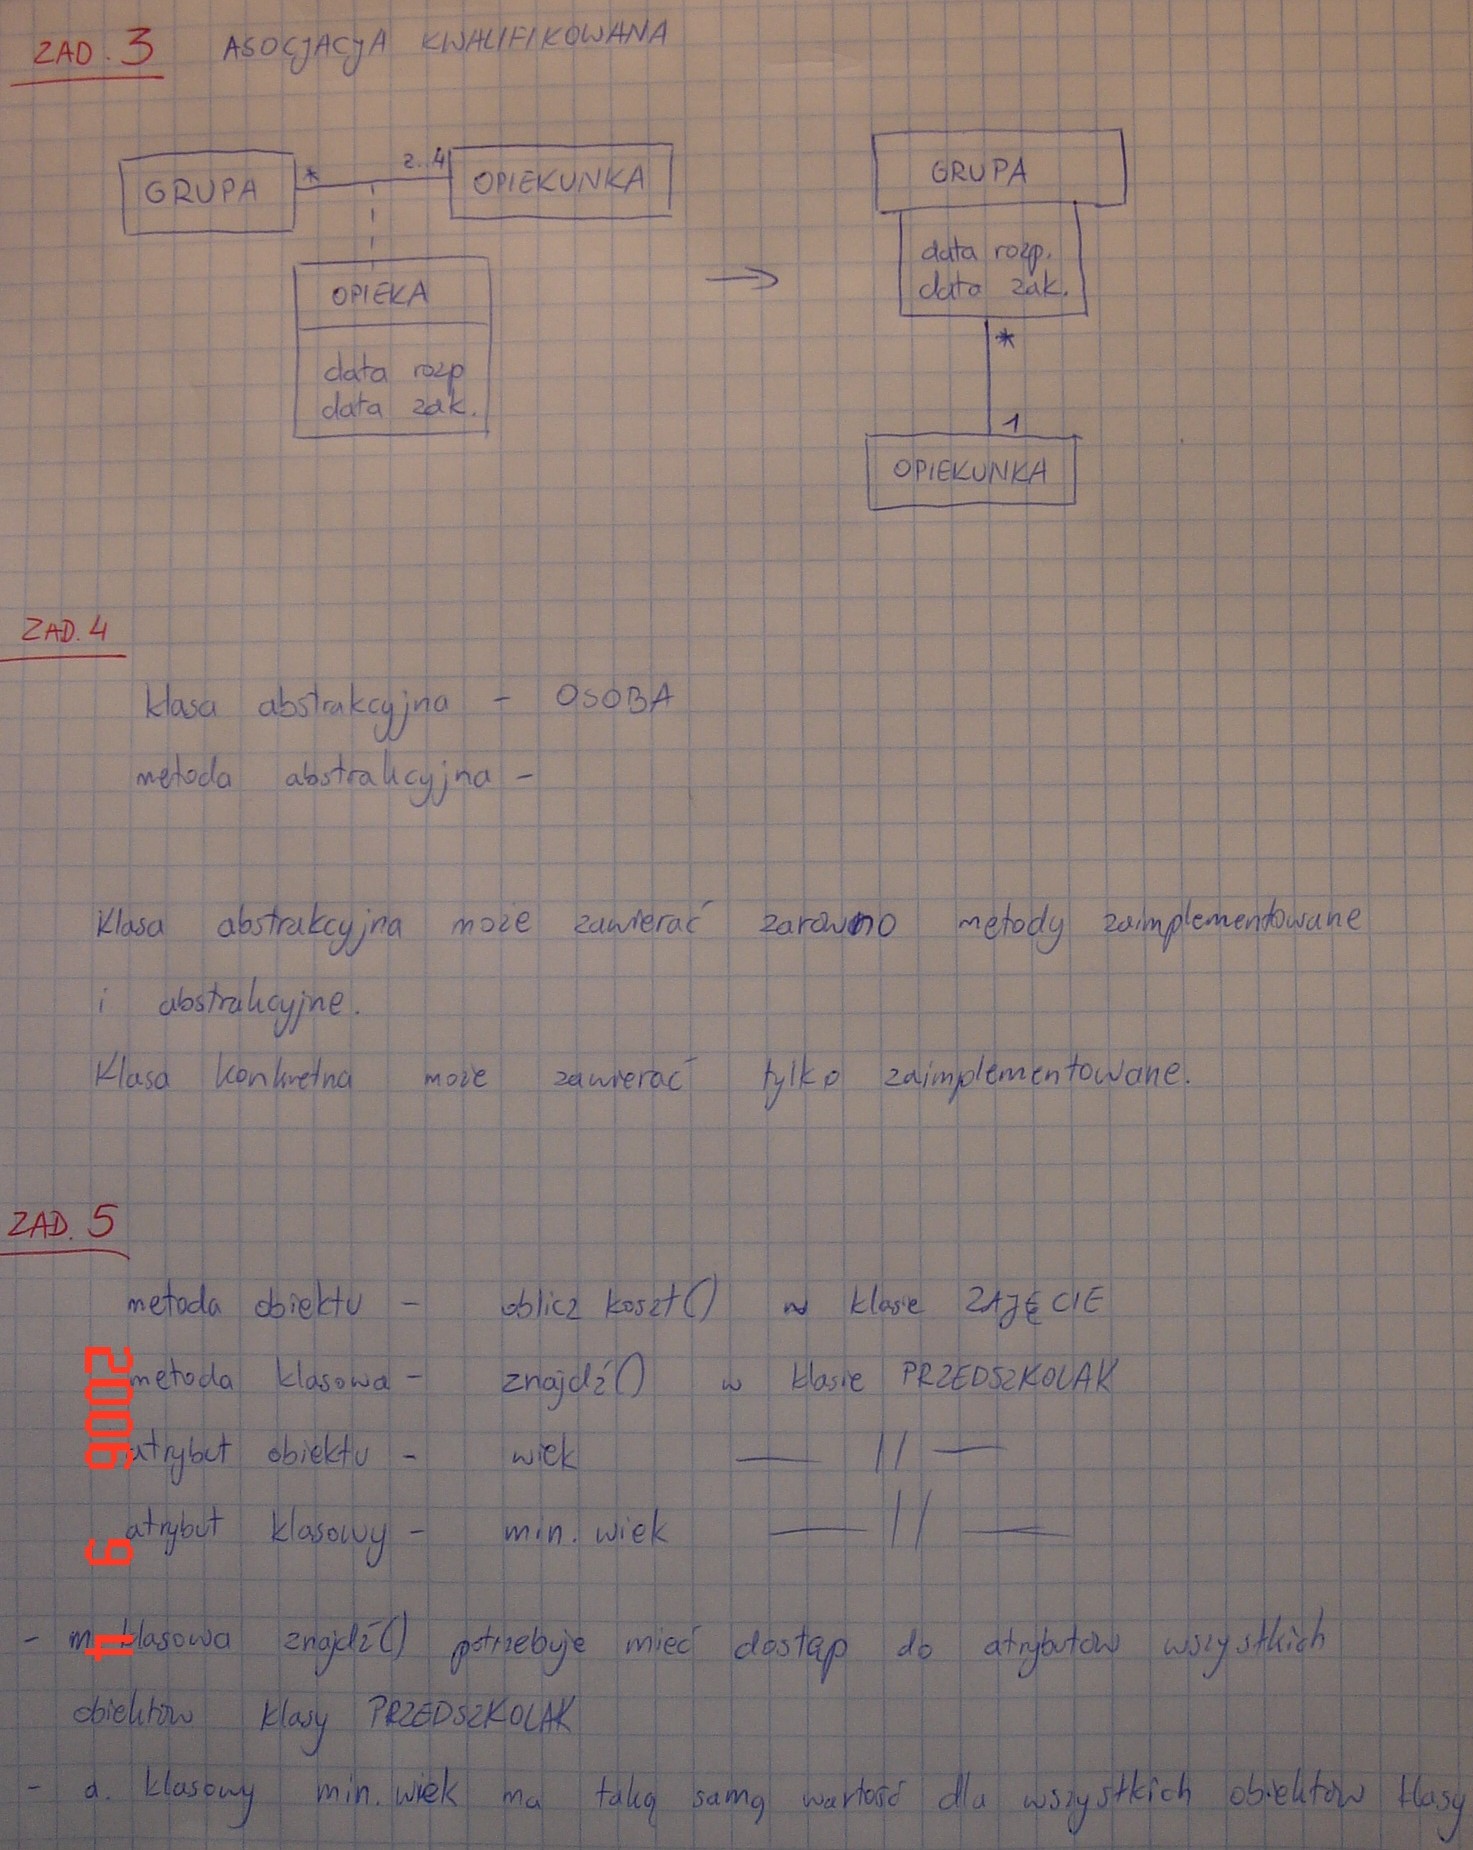 ZAD. 3 ASOCJACJA KWALIFIKOWANA
GRUPA * 2..4 OPIEKUNKA
OPIEKA
data rozp
data zak.
→
GRUPA
data rozp.
data zak.
*
1
OPIEKUNKA
ZAD. 4
klasa abstrakcyjna - OSOBA
metoda abstrakcyjna -
Klasa abstrakcyjna może zawierać zarówno metody zaimplementowane
i abstrakcyjne.
Klasa konkretna może zawierać tylko zaimplementowane.
ZAD. 5
metoda obiektu - oblicz koszt() w klasie ZAJĘCIE
metoda klasowa - znajdź() w klasie PRZEDSZKOLAK
atrybut obiektu - wiek — // —
atrybut klasowy - min. wiek — // —
- m. klasowa znajdź() potrzebuje mieć dostęp do atrybutów wszystkich
obiektów klasy PRZEDSZKOLAK
- a. klasowy min. wiek ma taką samą wartość dla wszystkich obiektów klasy
2006 9 4